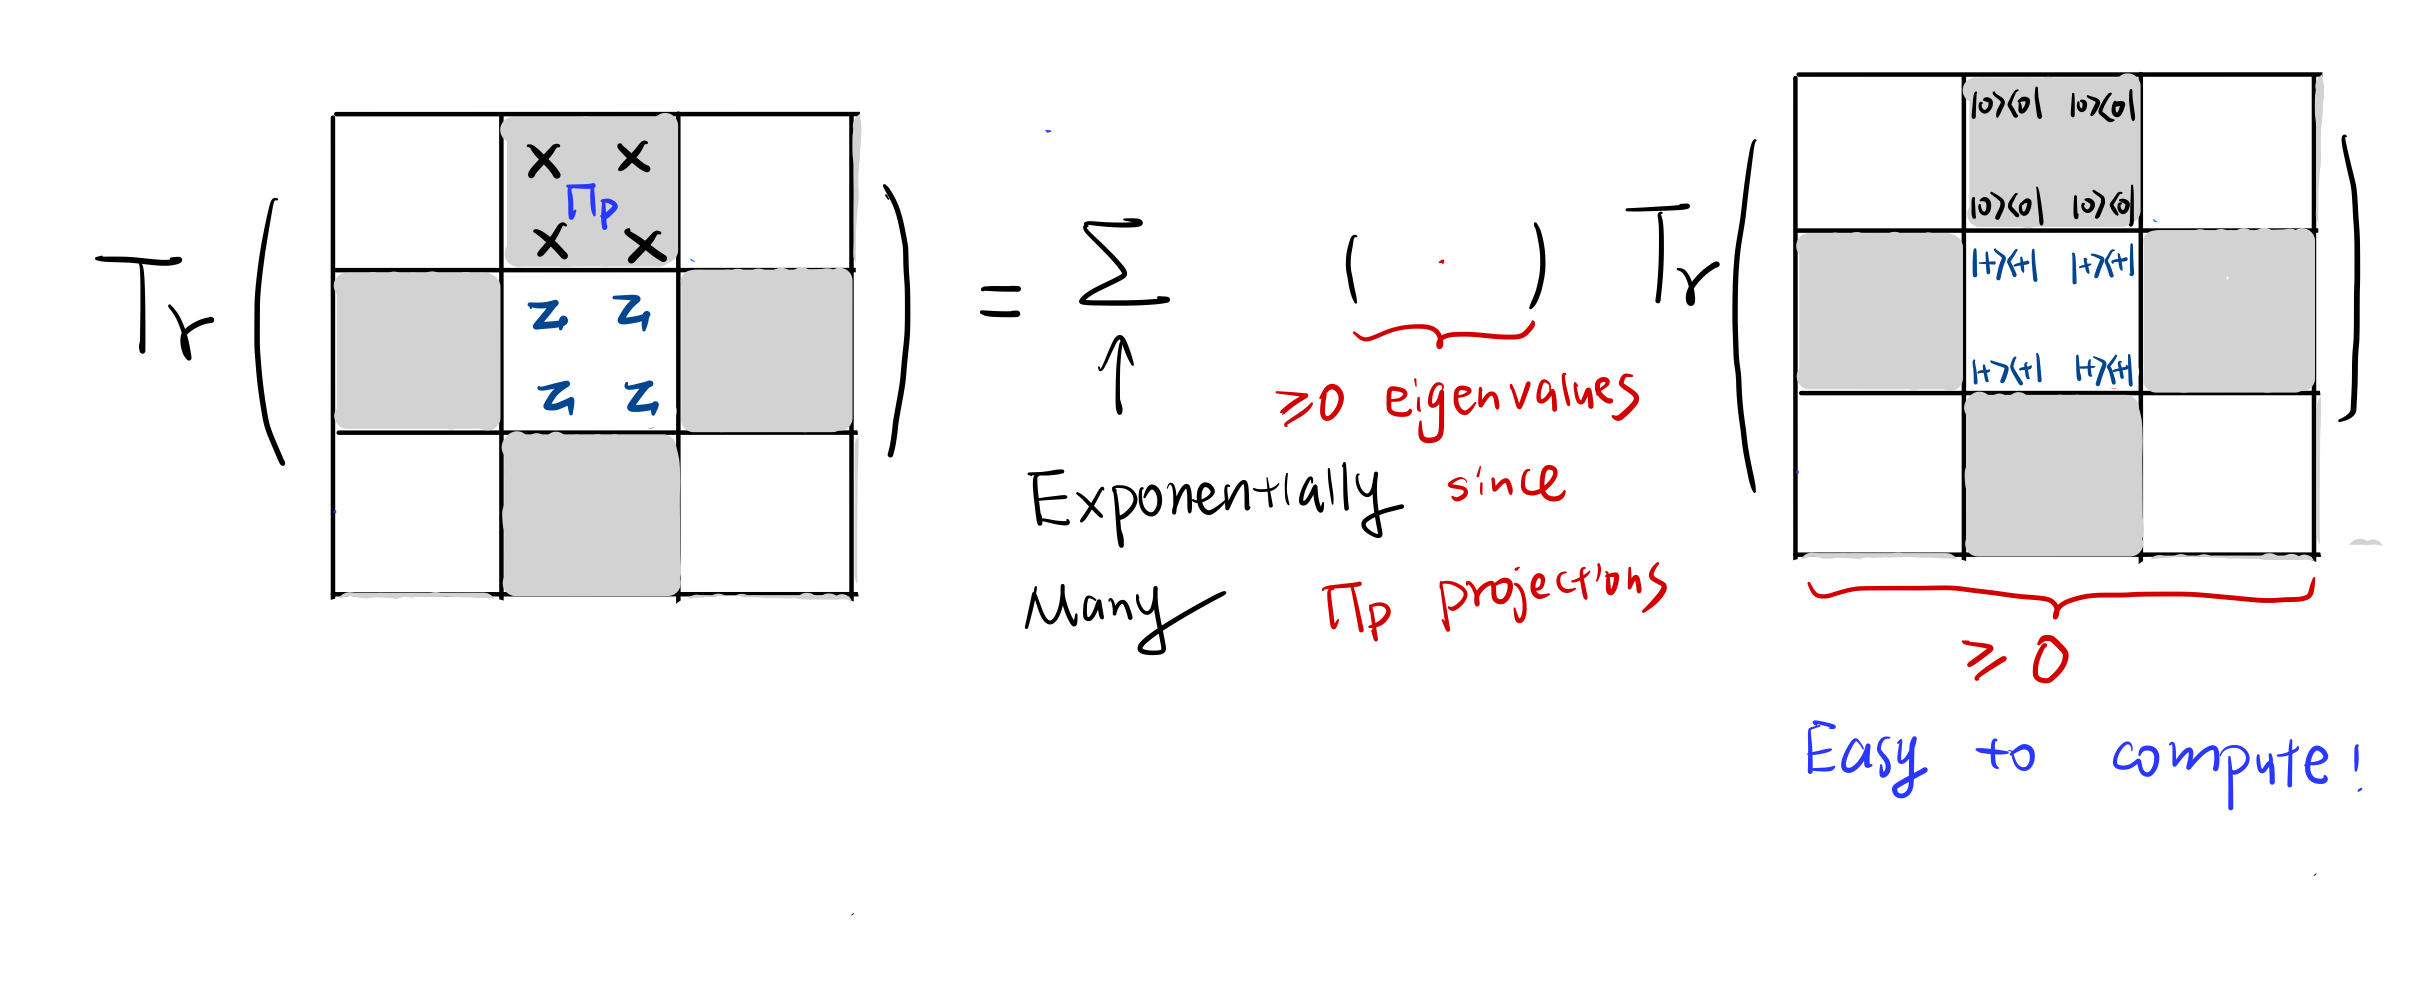 Tr ( X X
Πp
X X
Z Z
Z Z ) = Σ ( · ) Tr ( |0><0| |0><0|
|0><0| |0><0|
|+><+| |+><+|
|+><+| |+><+| )
↑
Exponentially
Many
≥0 eigenvalues
since
Πp projections
≥ 0
Easy to compute!